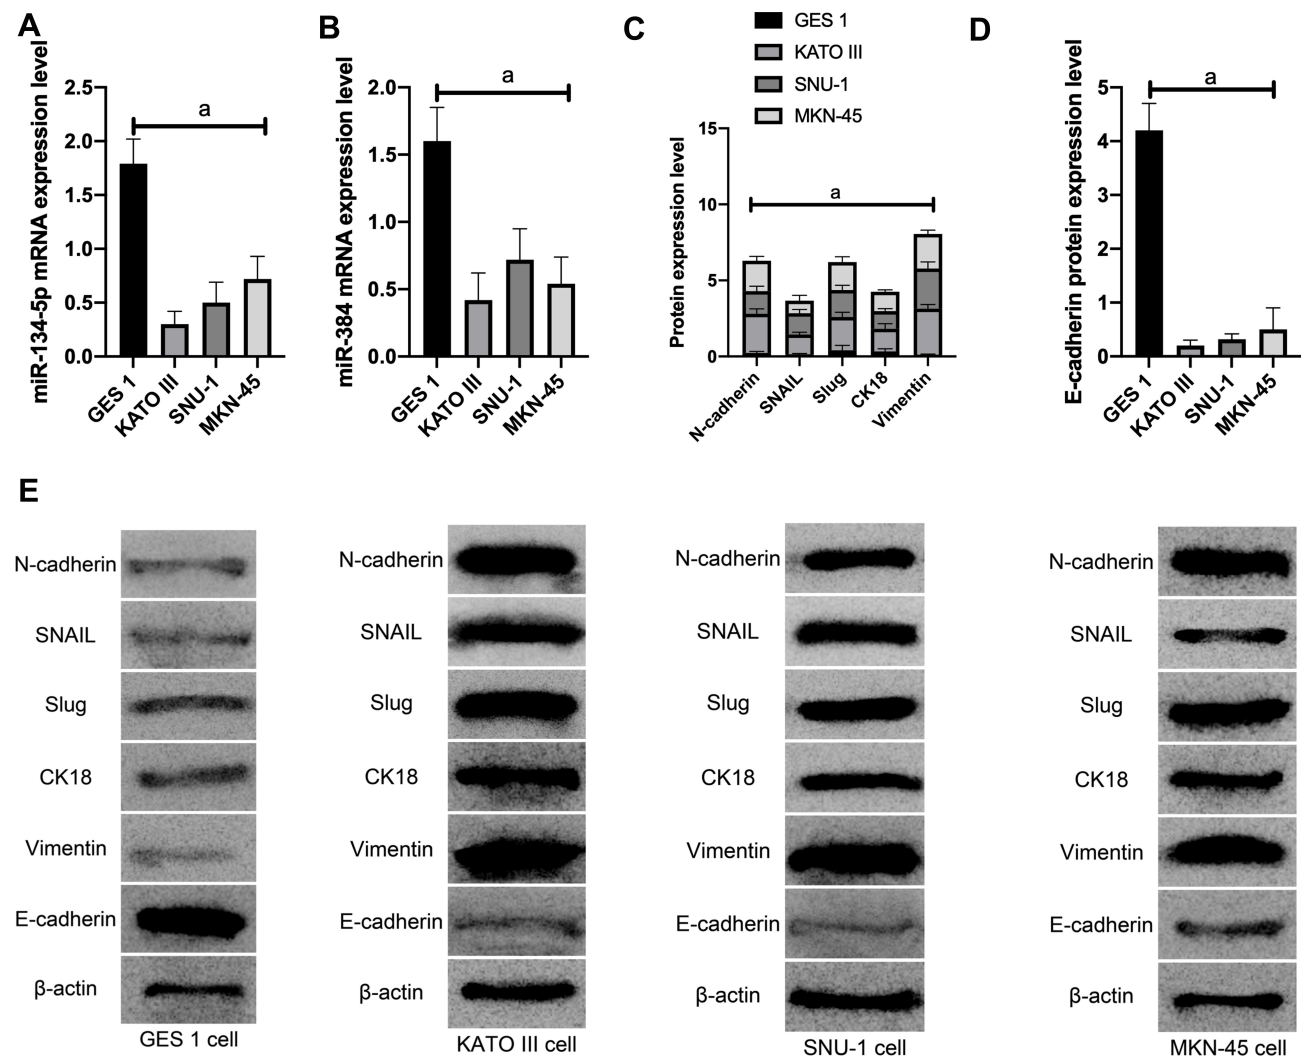 A
miR-134-5p mRNA expression level
2.5
2.0
1.5
1.0
0.5
0.0
a
GES 1
KATO III
SNU-1
MKN-45
B
miR-384 mRNA expression level
2.0
1.5
1.0
0.5
0.0
a
GES 1
KATO III
SNU-1
MKN-45
C
GES 1
KATO III
SNU-1
MKN-45
Protein expression level
15
10
5
0
a
N-cadherin
SNAIL
Slug
CK18
Vimentin
D
E-cadherin protein expression level
5
4
3
2
1
0
a
GES 1
KATO III
SNU-1
MKN-45
E
N-cadherin
SNAIL
Slug
CK18
Vimentin
E-cadherin
β-actin
GES 1 cell
N-cadherin
SNAIL
Slug
CK18
Vimentin
E-cadherin
β-actin
KATO III cell
N-cadherin
SNAIL
Slug
CK18
Vimentin
E-cadherin
β-actin
SNU-1 cell
N-cadherin
SNAIL
Slug
CK18
Vimentin
E-cadherin
β-actin
MKN-45 cell